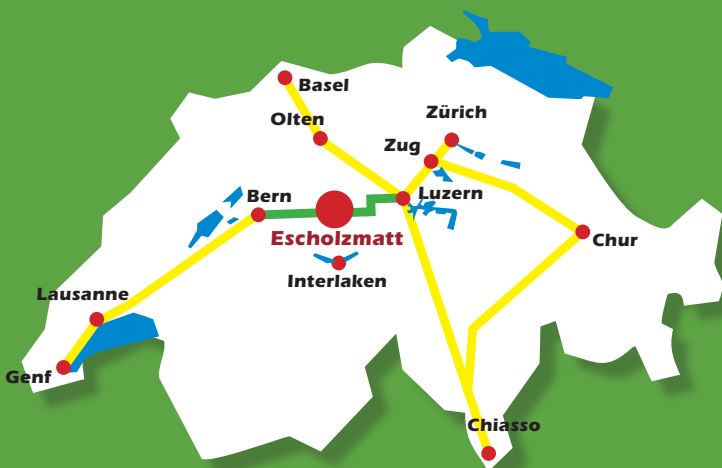 Basel
Zürich
Olten
Zug
Luzern
Bern
Escholzmatt
Chur
Interlaken
Lausanne
Genf
Chiasso